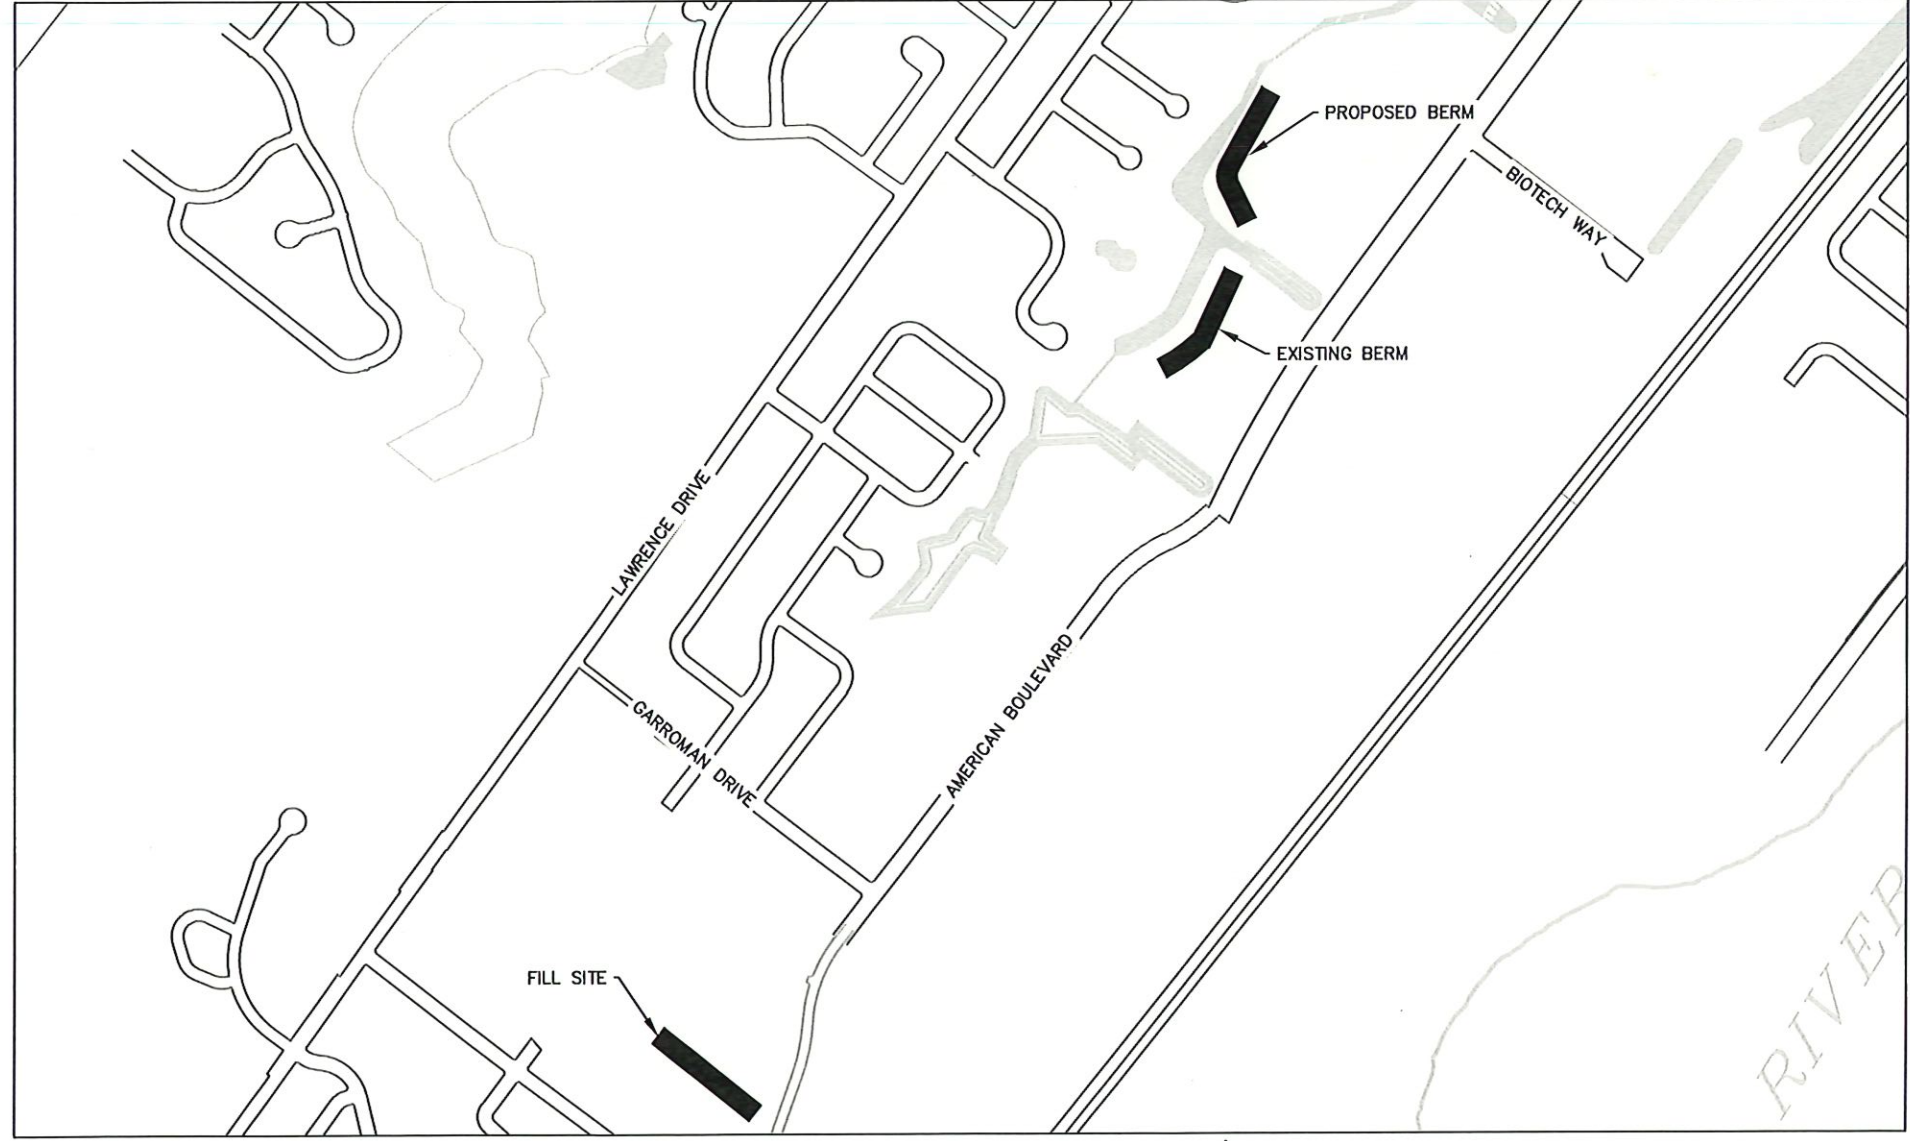 PROPOSED BERM
BIOTECH WAY
EXISTING BERM
LAWRENCE DRIVE
GARROMAN DRIVE
AMERICAN BOULEVARD
FILL SITE
RIVER